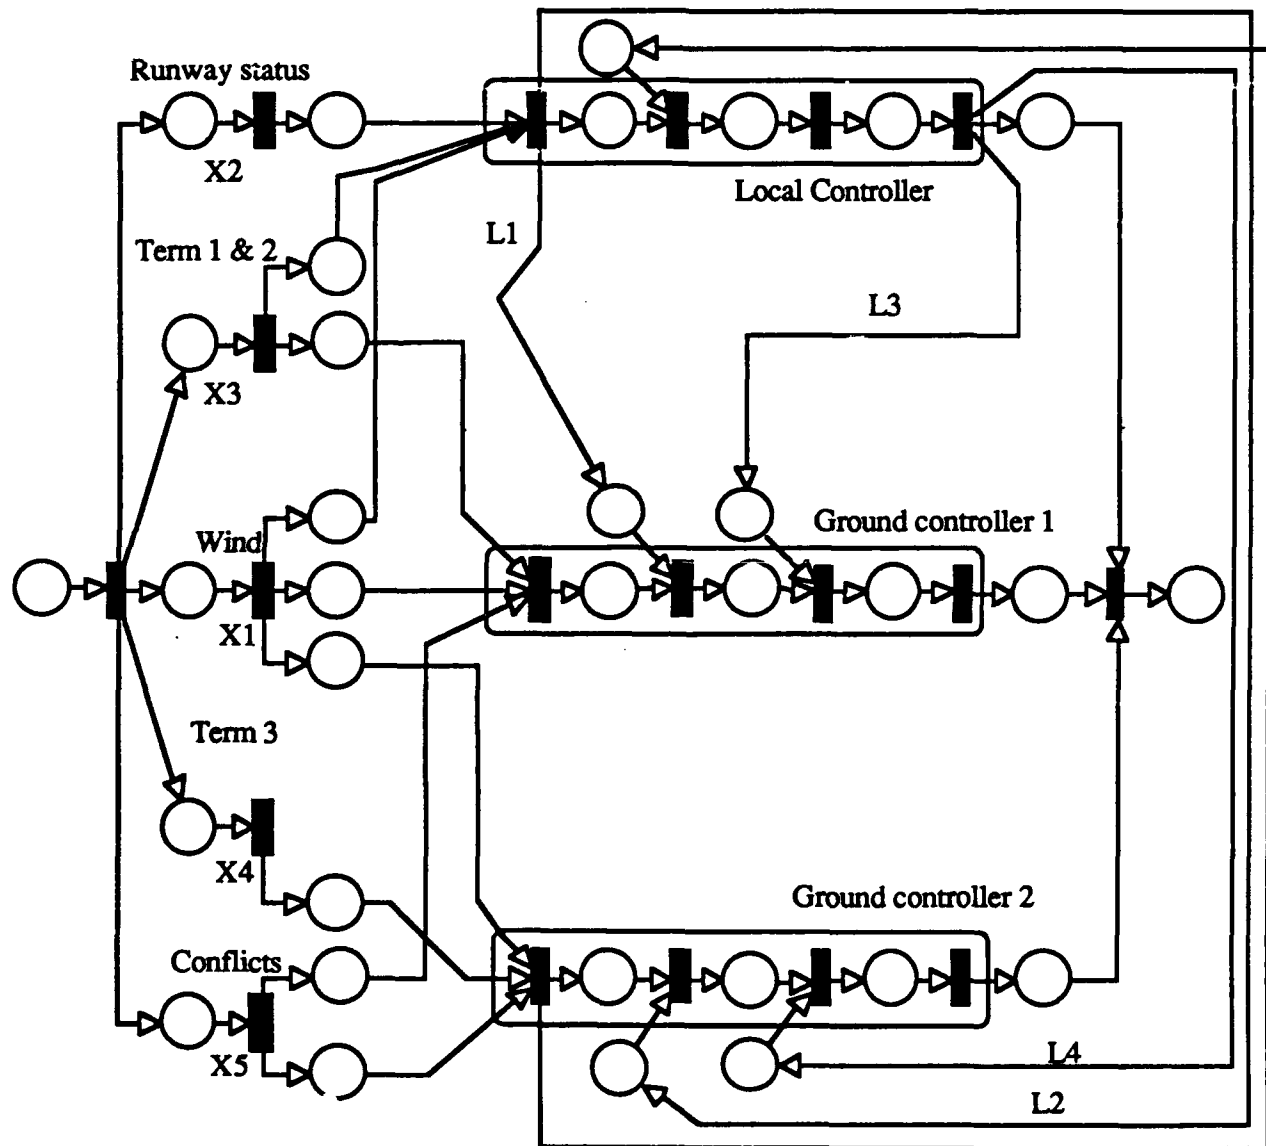 Runway status
X2
Local Controller
L1
Term 1 & 2
L3
X3
Ground controller 1
Wind
X1
Term 3
X4
Ground controller 2
Conflicts
X5
L4
L2